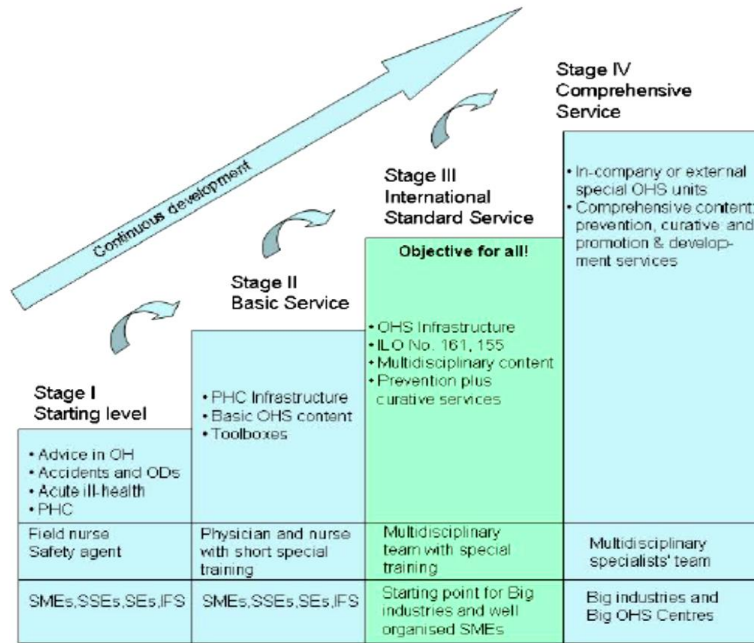 Stage IV
Comprehensive
Service
• In-company or external
special OHS units
• Comprehensive content:
prevention, curative and
promotion & develop-
ment services
Continuous development
Stage III
International
Standard Service
Objective for all!
• OHS Infrastructure
• ILO No. 161, 155
• Multidisciplinary content
• Prevention plus
curative services
Stage II
Basic Service
• PHC Infrastructure
• Basic OHS content
• Toolboxes
Stage I
Starting level
• Advice in OH
• Accidents and ODs
• Acute ill-health
• PHC
Field nurse
Safety agent
Physician and nurse
with short special
training
Multidisciplinary
team with special
training
Multidisciplinary
specialists' team
SMEs,SSEs,SEs,IFS
SMEs,SSEs,SEs,IFS
Starting point for Big
industries and well
organised SMEs
Big industries and
Big OHS Centres